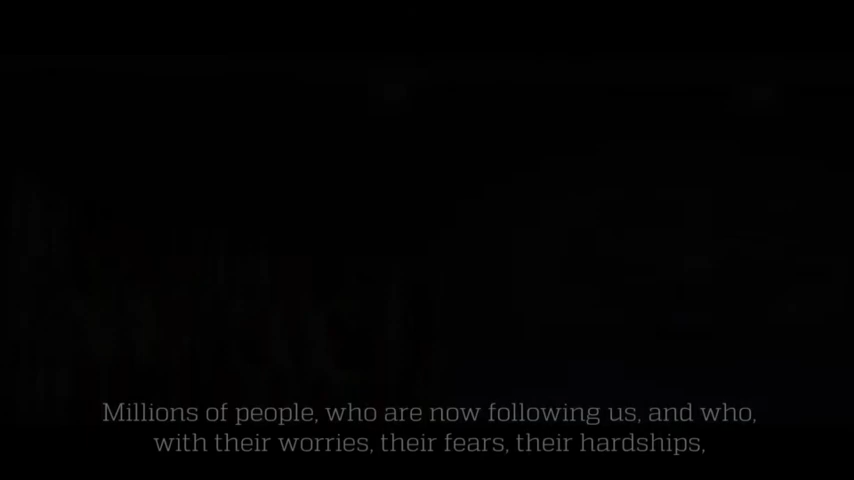 Millions of people, who are now following us, and who,
with their worries, their fears, their hardships,